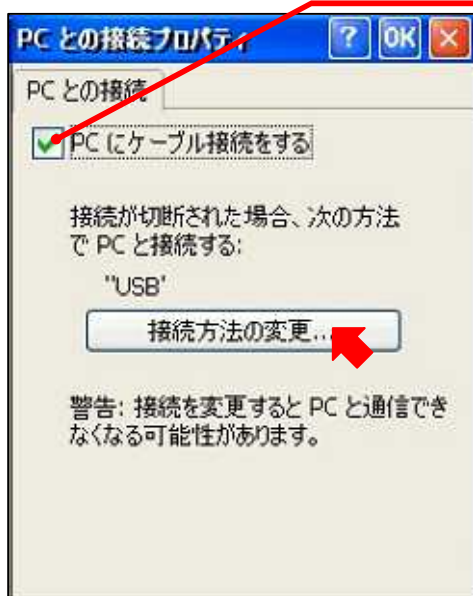 PC との接続プロパティ ? OK ×
PC との接続
PC にケーブル接続をする
接続が切断された場合、次の方法
で PC と接続する:
"USB'
接続方法の変更...
警告: 接続を変更すると PC と通信でき
なくなる可能性があります。